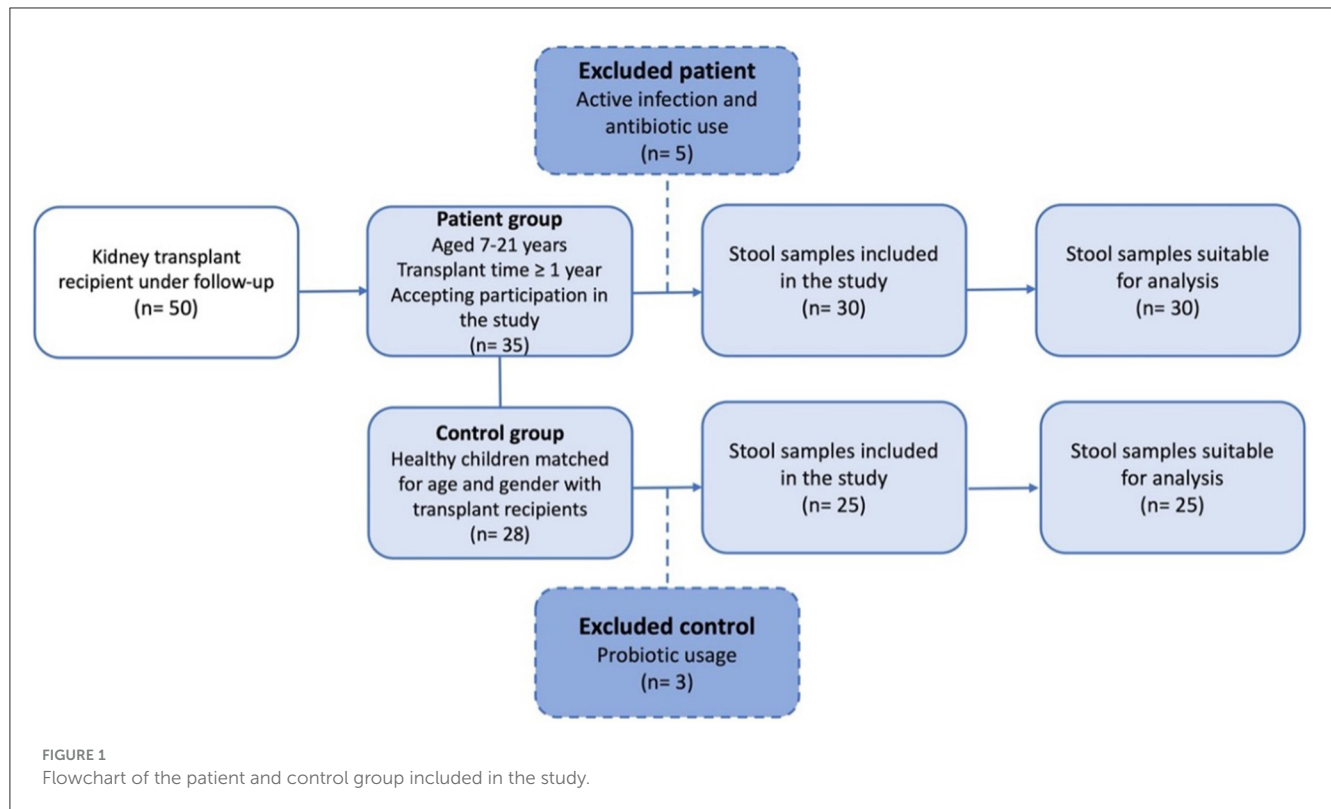 Excluded patient
Active infection and
antibiotic use
(n= 5)
Kidney transplant
recipient under follow-up
(n= 50)
Patient group
Aged 7-21 years
Transplant time ≥ 1 year
Accepting participation in
the study
(n= 35)
Stool samples included
in the study
(n= 30)
Stool samples suitable
for analysis
(n= 30)
Control group
Healthy children matched
for age and gender with
transplant recipients
(n= 28)
Stool samples included
in the study
(n= 25)
Stool samples suitable
for analysis
(n= 25)
Excluded control
Probiotic usage
(n= 3)
FIGURE 1
Flowchart of the patient and control group included in the study.